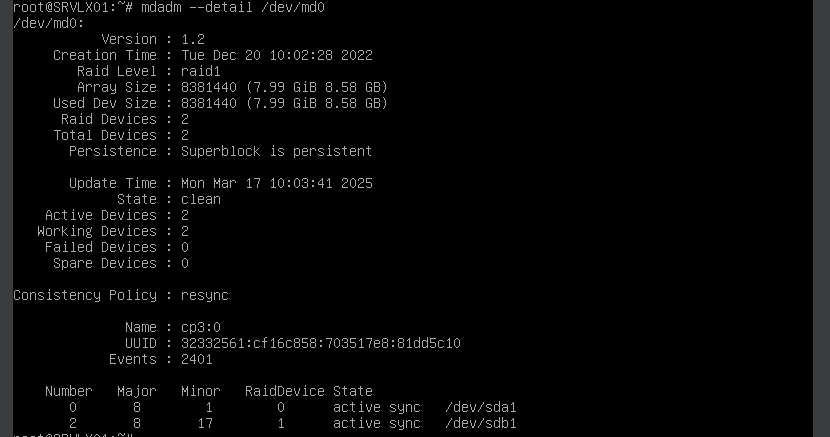 root@SRVLX01:~# mdadm --detail /dev/md0
/dev/md0:
Version : 1.2
Creation Time : Tue Dec 20 10:02:28 2022
Raid Level : raid1
Array Size : 8381440 (7.99 GiB 8.58 GB)
Used Dev Size : 8381440 (7.99 GiB 8.58 GB)
Raid Devices : 2
Total Devices : 2
Persistence : Superblock is persistent
Update Time : Mon Mar 17 10:03:41 2025
State : clean
Active Devices : 2
Working Devices : 2
Failed Devices : 0
Spare Devices : 0
Consistency Policy : resync
Name : cp3:0
UUID : 32332561:cf16c858:703517e8:81dd5c10
Events : 2401
Number Major Minor RaidDevice State
0 8 1 0 active sync /dev/sda1
2 8 17 1 active sync /dev/sdb1
root@SRVLX01:~#